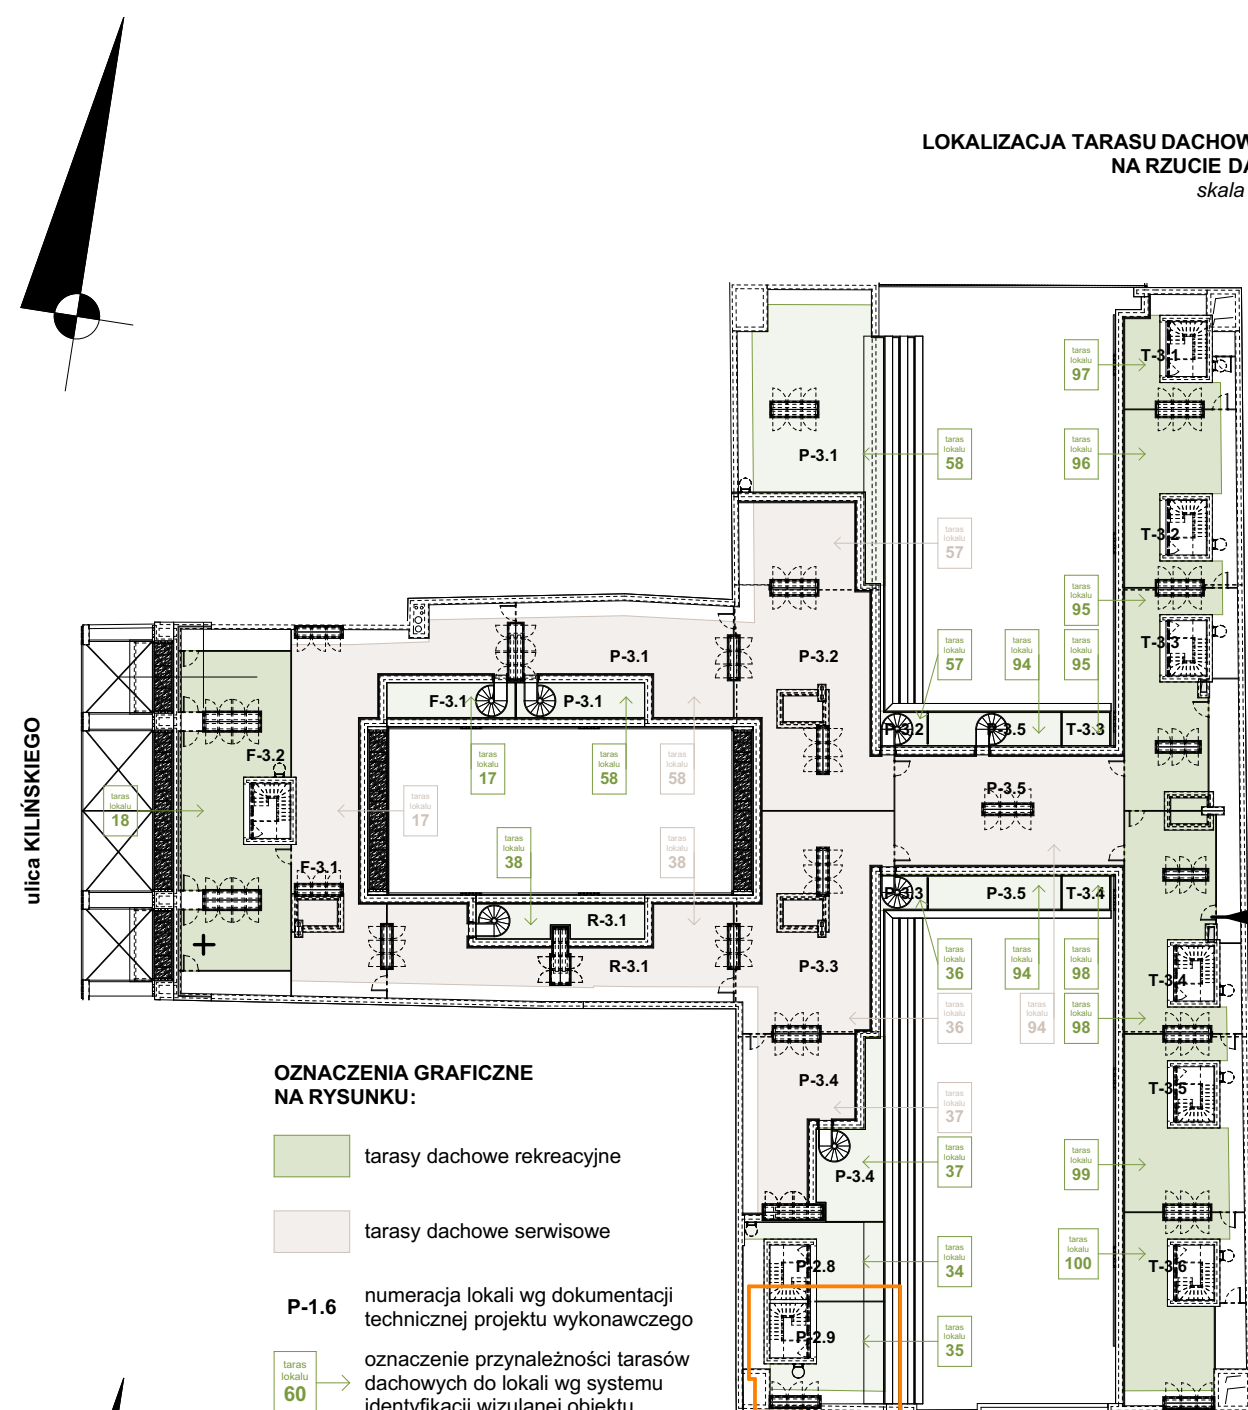 LOKALIZACJA TARASU DACHOW
NA RZUCIE DA
skala
ulica KILIŃSKIEGO
taras
lokalu
97
T-3.1
P-3.1
taras
lokalu
58
taras
lokalu
96
taras
lokalu
57
T-3.2
taras
lokalu
95
P-3.1
P-3.2
taras
lokalu
57
taras
lokalu
94
taras
lokalu
95
T-3.3
F-3.1
P-3.1
P-3.2
P-3.5
T-3.3
F-3.2
taras
lokalu
17
taras
lokalu
58
taras
lokalu
58
taras
lokalu
18
taras
lokalu
17
P-3.5
taras
lokalu
38
taras
lokalu
38
F-3.1
P-3.3
P-3.5
T-3.4
R-3.1
R-3.1
P-3.3
taras
lokalu
36
taras
lokalu
94
taras
lokalu
98
T-3.4
taras
lokalu
36
taras
lokalu
94
taras
lokalu
98
OZNACZENIA GRAFICZNE
NA RYSUNKU:
P-3.4
taras
lokalu
37
T-3.5
tarasy dachowe rekreacyjne
taras
lokalu
37
taras
lokalu
99
P-3.4
tarasy dachowe serwisowe
P-2.8
taras
lokalu
34
taras
lokalu
100
T-3.6
P-1.6
numeracja lokali wg dokumentacji
technicznej projektu wykonawczego
P-2.9
taras
lokalu
35
taras
lokalu
60
oznaczenie przynależności tarasów
dachowych do lokali wg systemu
identyfikacji wizulanej obiektu